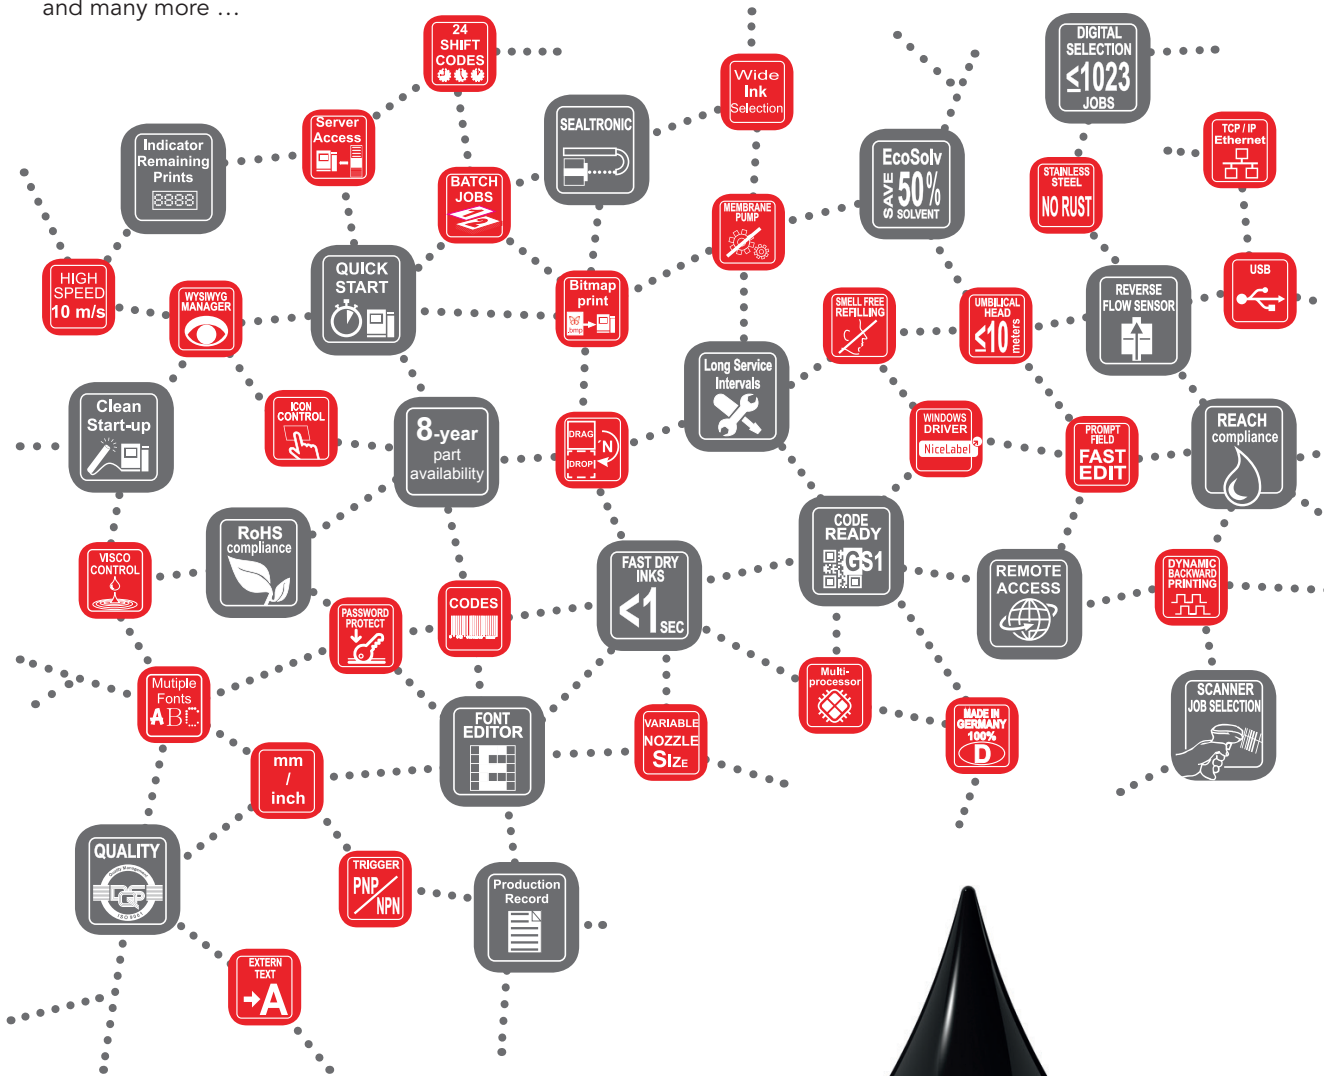 and many more …
24
SHIFT
CODES
Wide
Ink
Selection
DIGITAL
SELECTION
≤1023
JOBS
Indicator
Remaining
Prints
8888
Server
Access
SEALTRONIC
EcoSolv
SAVE
50%
SOLVENT
TCP / IP
Ethernet
BATCH
JOBS
STAINLESS
STEEL
NO RUST
MEMBRANE
PUMP
HIGH
SPEED
10 m/s
WYSIWYG
MANAGER
QUICK
START
Bitmap
print
.bmp
SMELL FREE
REFILLING
UMBILICAL
HEAD
≤10
meters
REVERSE
FLOW SENSOR
USB
Clean
Start-up
ICON
CONTROL
8-year
part
availability
DRAG
DROP
N
Long Service
Intervals
WINDOWS
DRIVER
NiceLabel
PROMPT
FIELD
FAST
EDIT
REACH
compliance
VISCO
CONTROL
RoHS
compliance
CODES
FAST DRY
INKS
<1
SEC
CODE
READY
GS1
REMOTE
ACCESS
DYNAMIC
BACKWARD
PRINTING
PASSWORD
PROTECT
Mutiple
Fonts
ABC
mm
/
inch
FONT
EDITOR
E
VARIABLE
NOZZLE
SIZE
Multi-
processor
MADE IN
GERMANY
100%
D
SCANNER
JOB SELECTION
QUALITY
Quality Management
DQS
ISO 9001
TRIGGER
PNP
NPN
Production
Record
EXTERN
TEXT
A